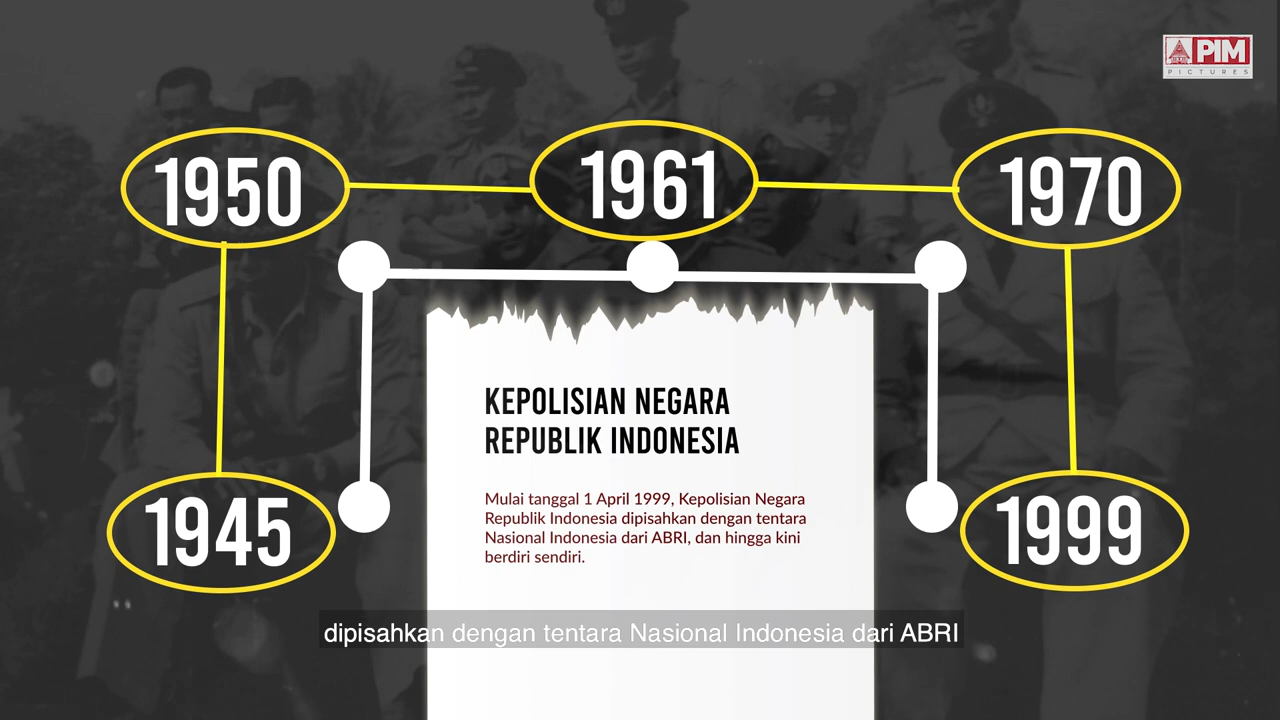 PIM
PICTURES
1950
1961
1970
1945
1999
KEPOLISIAN NEGARA
REPUBLIK INDONESIA
Mulai tanggal 1 April 1999, Kepolisian Negara
Republik Indonesia dipisahkan dengan tentara
Nasional Indonesia dari ABRI, dan hingga kini
berdiri sendiri.
dipisahkan dengan tentara Nasional Indonesia dari ABRI